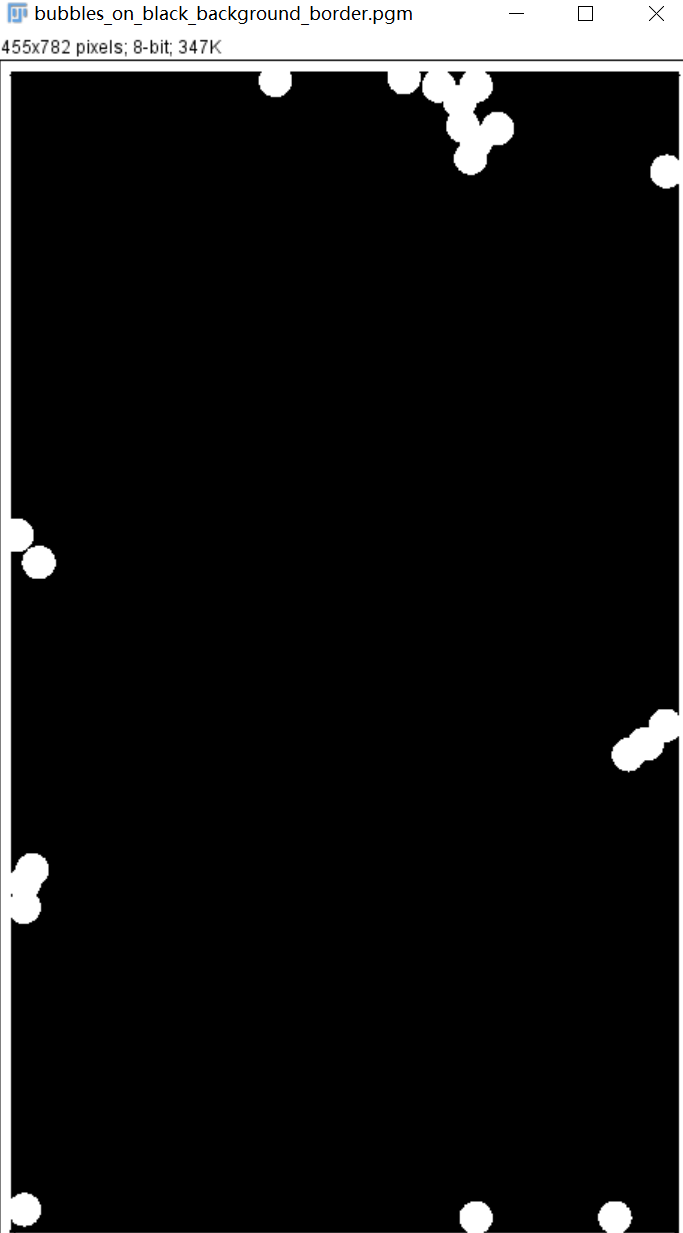 bubbles_on_black_background_border.pgm
455x782 pixels; 8-bit; 347K